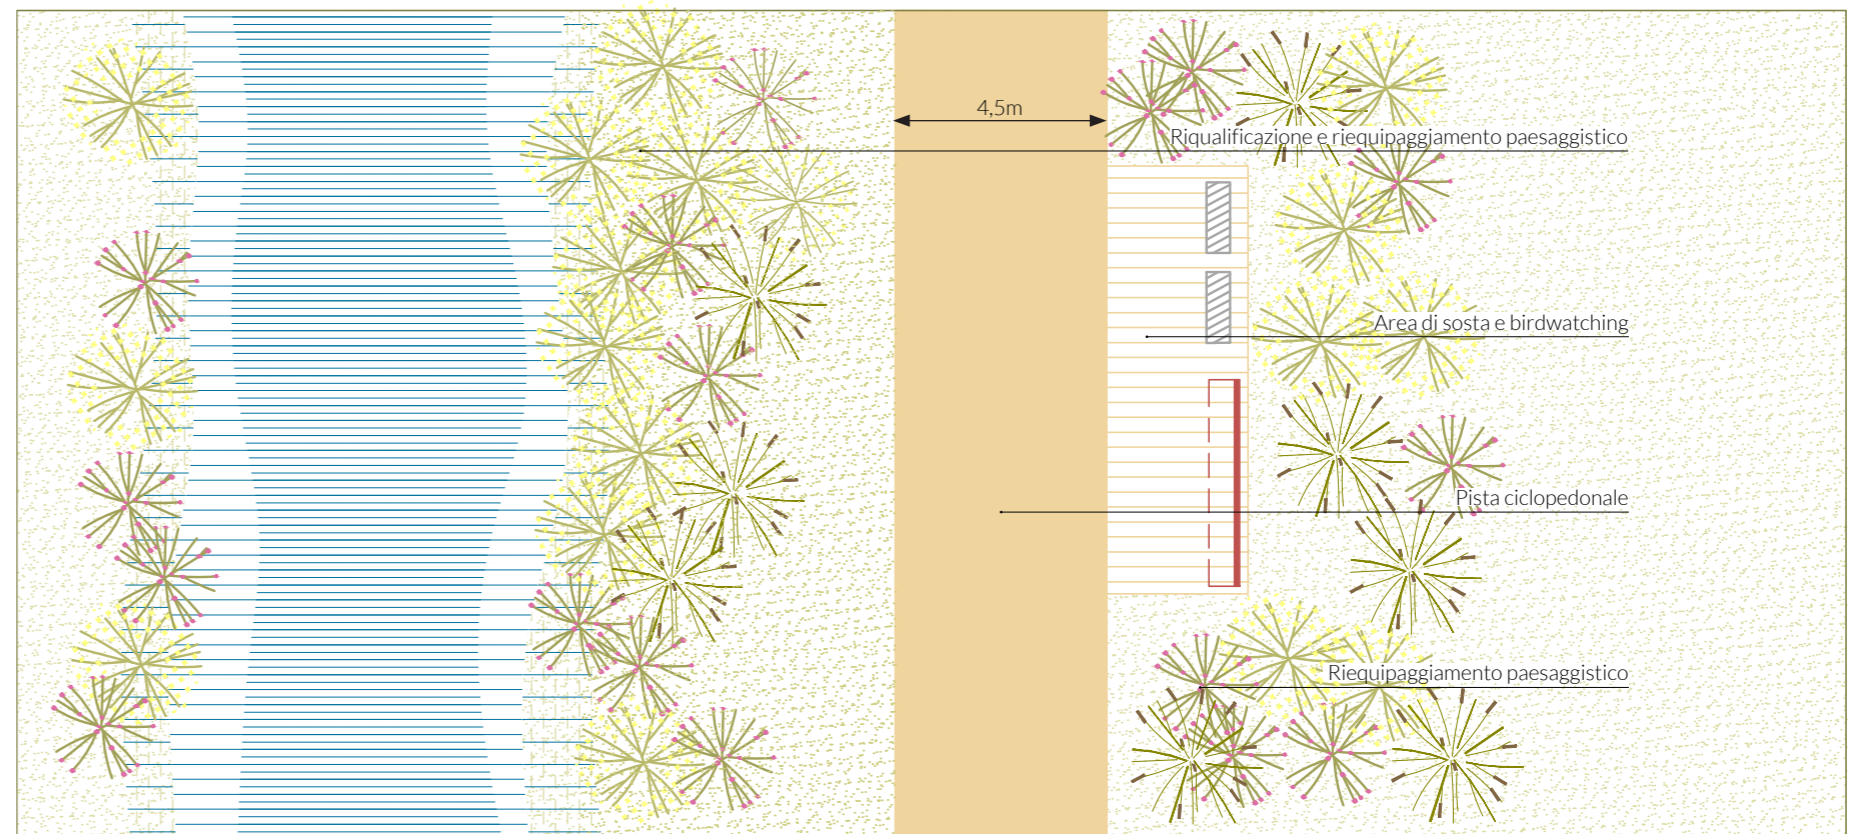 4,5m
Riqualificazione e riequipaggiamento paesaggistico
Area di sosta e birdwatching
Pista ciclopedonale
Riequipaggiamento paesaggistico